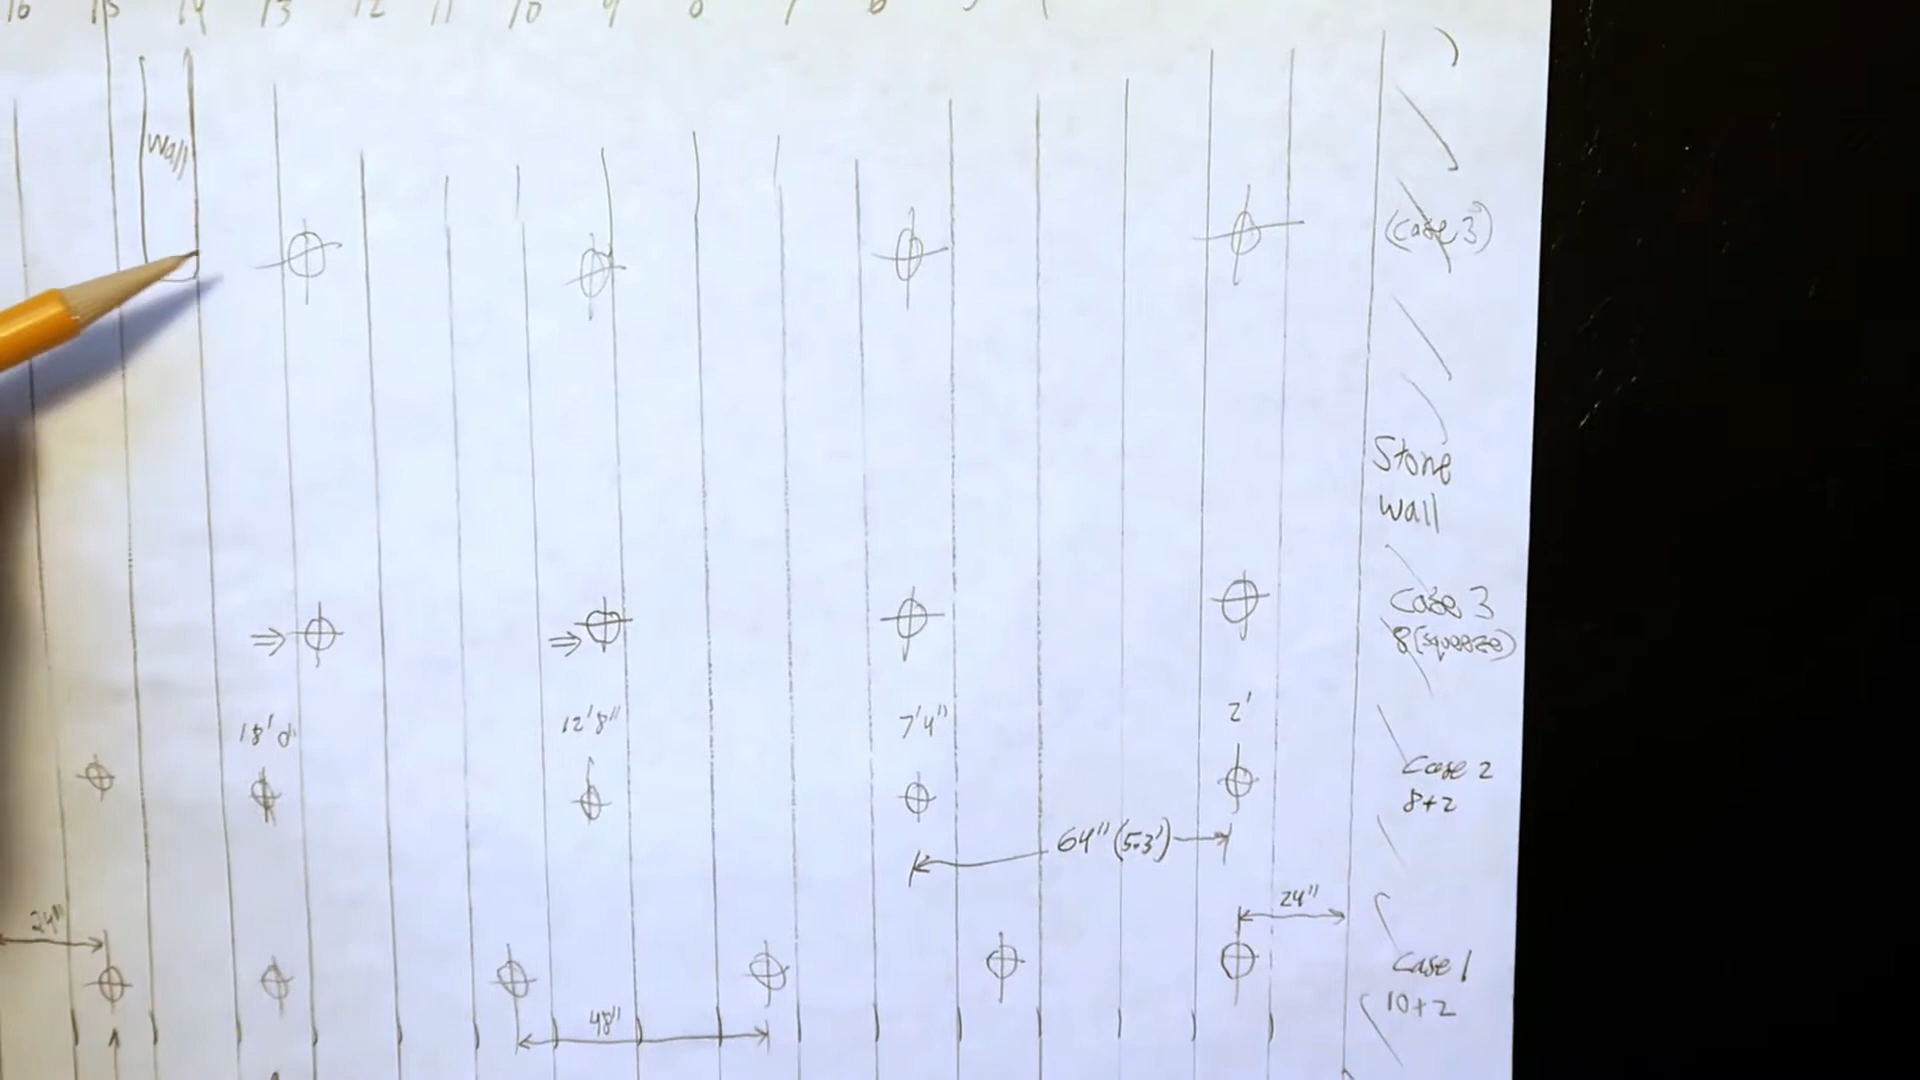 16 15 14 13 12 11 10 9 8 7 6
Wall
(Case 3)
Stone
Wall
Case 3
8 (squeeze)
18'0" 12'8" 7'4" 2'
Case 2
8+2
64" (5.3')
24" 24"
Case 1
10+2
48"